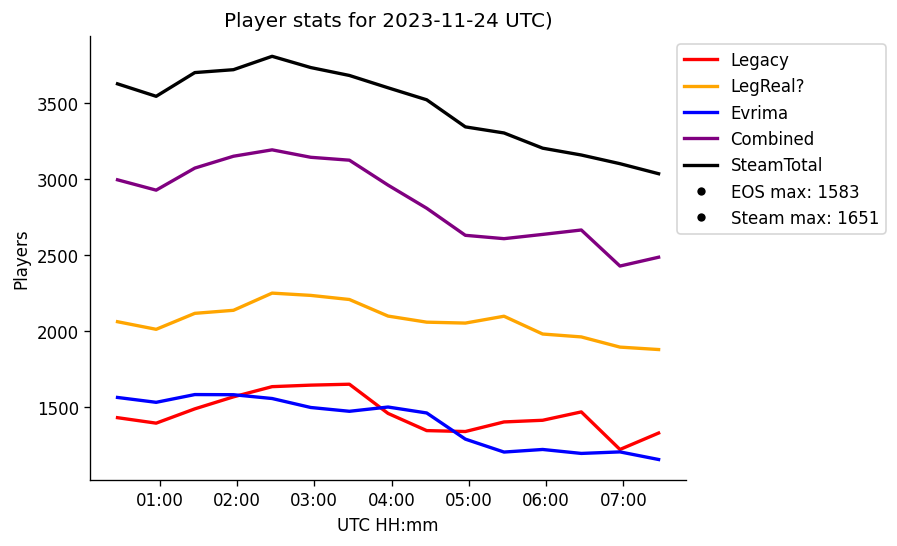 Player stats for 2023-11-24 UTC)
Legacy
LegReal?
Evrima
Combined
SteamTotal
EOS max: 1583
Steam max: 1651
Players
3500
3000
2500
2000
1500
01:00 02:00 03:00 04:00 05:00 06:00 07:00
UTC HH:mm